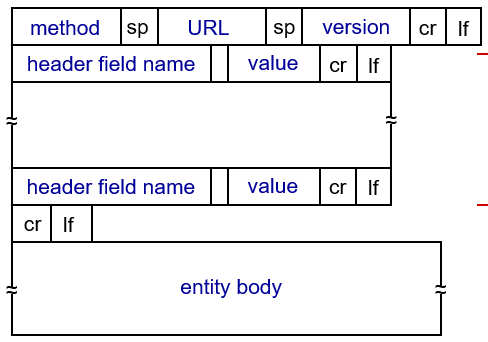 method sp URL sp version cr lf
header field name value cr lf
header field name value cr lf
cr lf
entity body